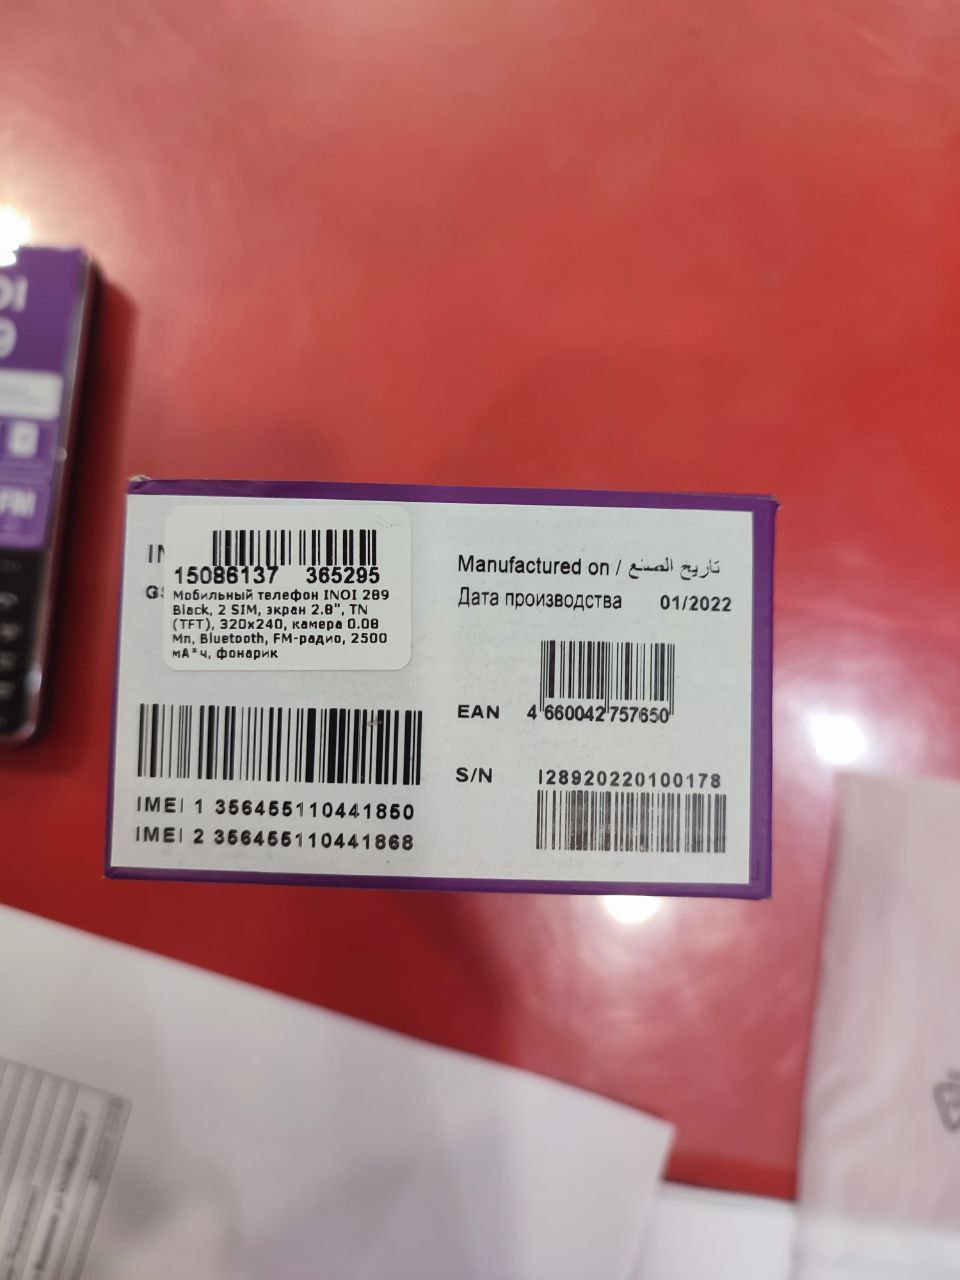 9
FM
15086137 365295
Мобильный телефон INOI 289
Black, 2 SIM, экран 2.8", TN
(TFT), 320x240, камера 0.08
Мп, Bluetooth, FM-радио, 2500
мА*ч, фонарик
IMEI 1 356455110441850
IMEI 2 356455110441868
Manufactured on / تاريخ الصنع
Дата производства 01/2022
EAN 4 660042 757650
S/N I28920220100178